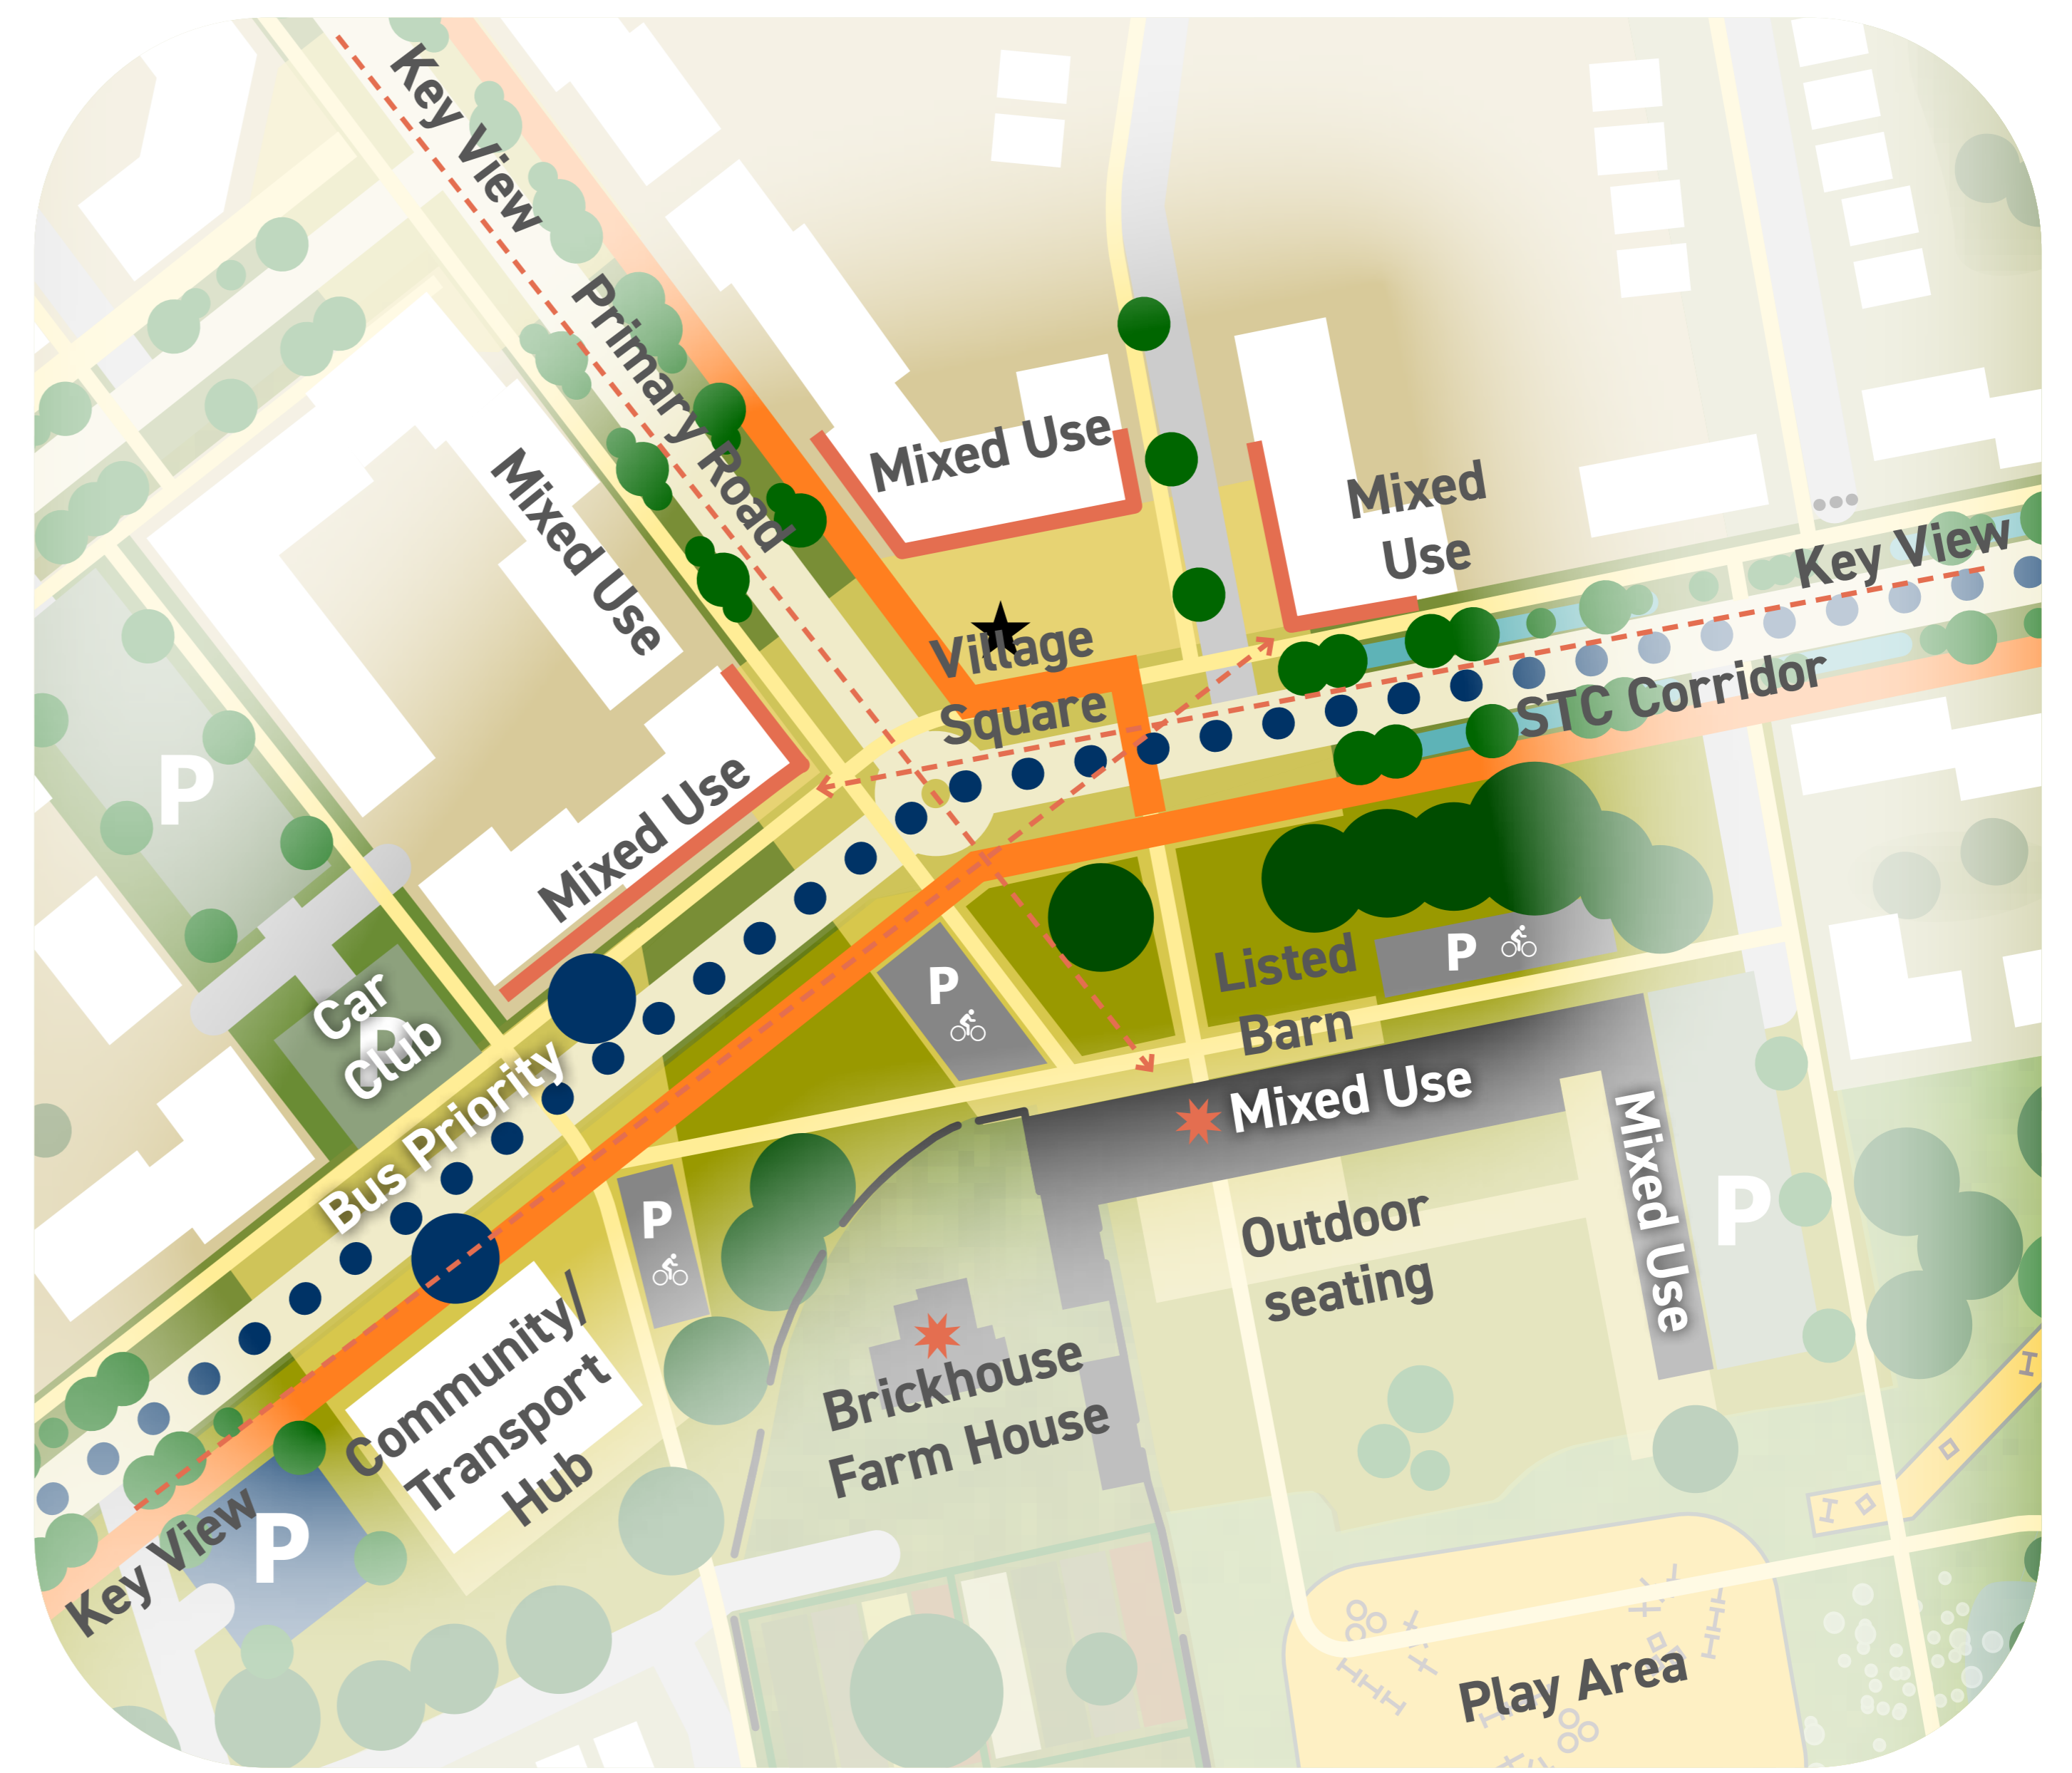 Key View
Primary Road
Mixed Use
Mixed Use
Mixed
Use
Mixed Use
Village
Square
Key View
STC Corridor
P
Car
Club
P
Bus Priority
P
P
Listed
Barn
Mixed Use
Mixed Use
P
P
Outdoor
seating
Community/
Transport
Hub
Brickhouse
Farm House
Key View
P
Play Area